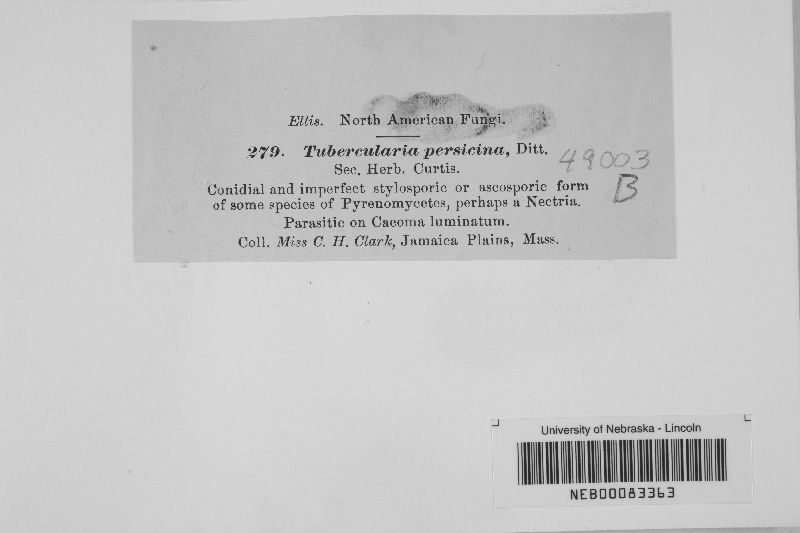 Ellis. North American Fungi.
279. Tubercularia persicina, Ditt.
Sec. Herb. Curtis.
Conidial and imperfect stylosporic or ascosporic form
of some species of Pyrenomycetes, perhaps a Nectria.
Parasitic on Caeoma luminatum.
Coll. Miss C. H. Clark, Jamaica Plains, Mass.
49003
B
University of Nebraska - Lincoln
NEB00083363